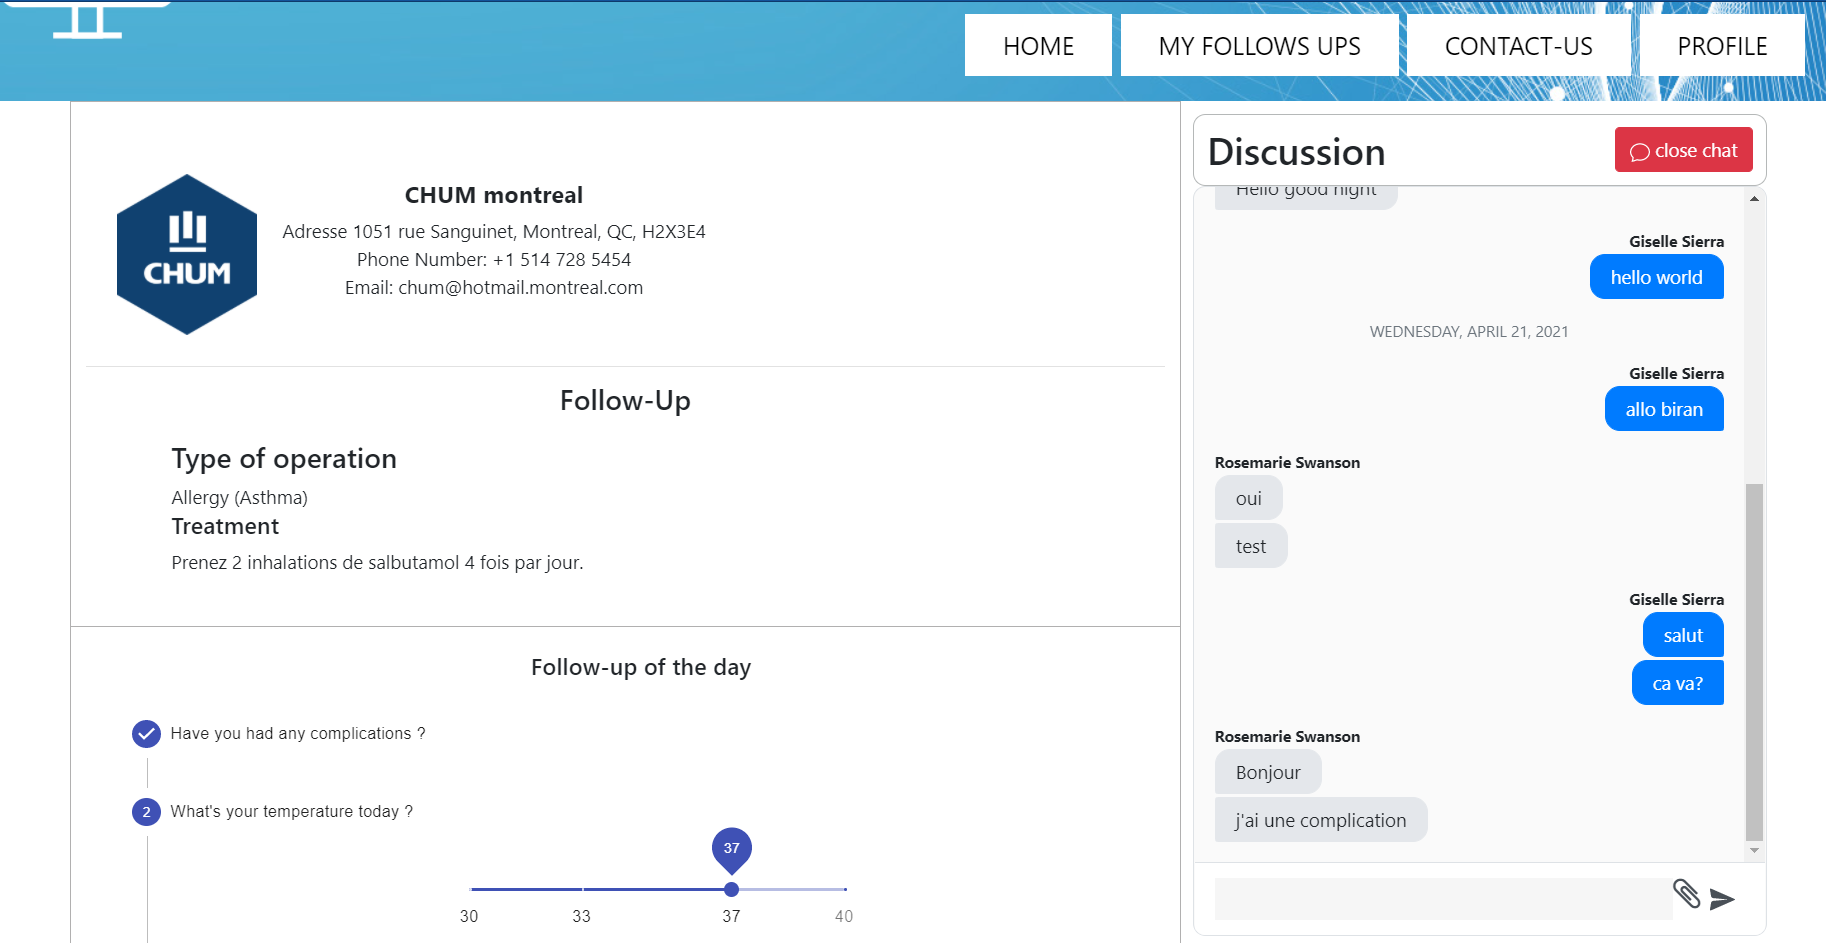 HOME
MY FOLLOWS UPS
CONTACT-US
PROFILE
CHUM
CHUM montreal
Adresse 1051 rue Sanguinet, Montreal, QC, H2X3E4
Phone Number: +1 514 728 5454
Email: chum@hotmail.montreal.com
Follow-Up
Type of operation
Allergy (Asthma)
Treatment
Prenez 2 inhalations de salbutamol 4 fois par jour.
Follow-up of the day
Have you had any complications ?
2 What's your temperature today ?
37
30 33 37 40
Discussion
close chat
Hello good night
Giselle Sierra
hello world
WEDNESDAY, APRIL 21, 2021
Giselle Sierra
allo biran
Rosemarie Swanson
oui
test
Giselle Sierra
salut
ca va?
Rosemarie Swanson
Bonjour
j'ai une complication